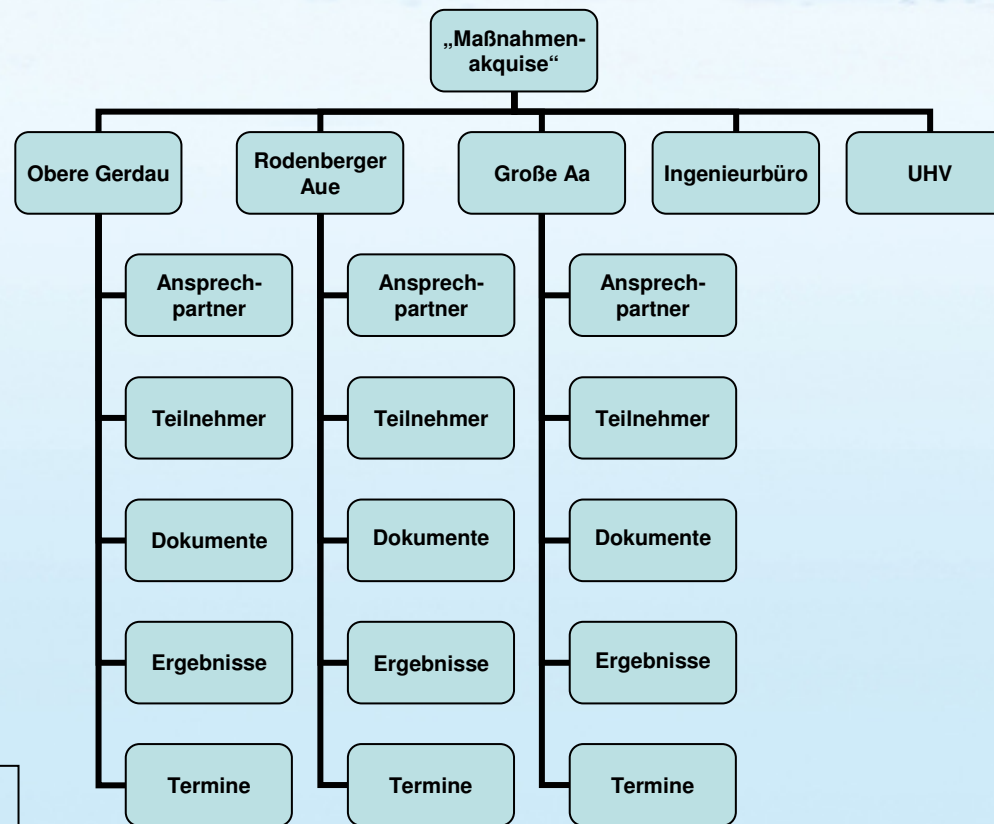 „Maßnahmen-
akquise“
Obere Gerdau
Rodenberger
Aue
Große Aa
Ingenieurbüro
UHV
Ansprech-
partner
Ansprech-
partner
Ansprech-
partner
Teilnehmer
Teilnehmer
Teilnehmer
Dokumente
Dokumente
Dokumente
Ergebnisse
Ergebnisse
Ergebnisse
Termine
Termine
Termine